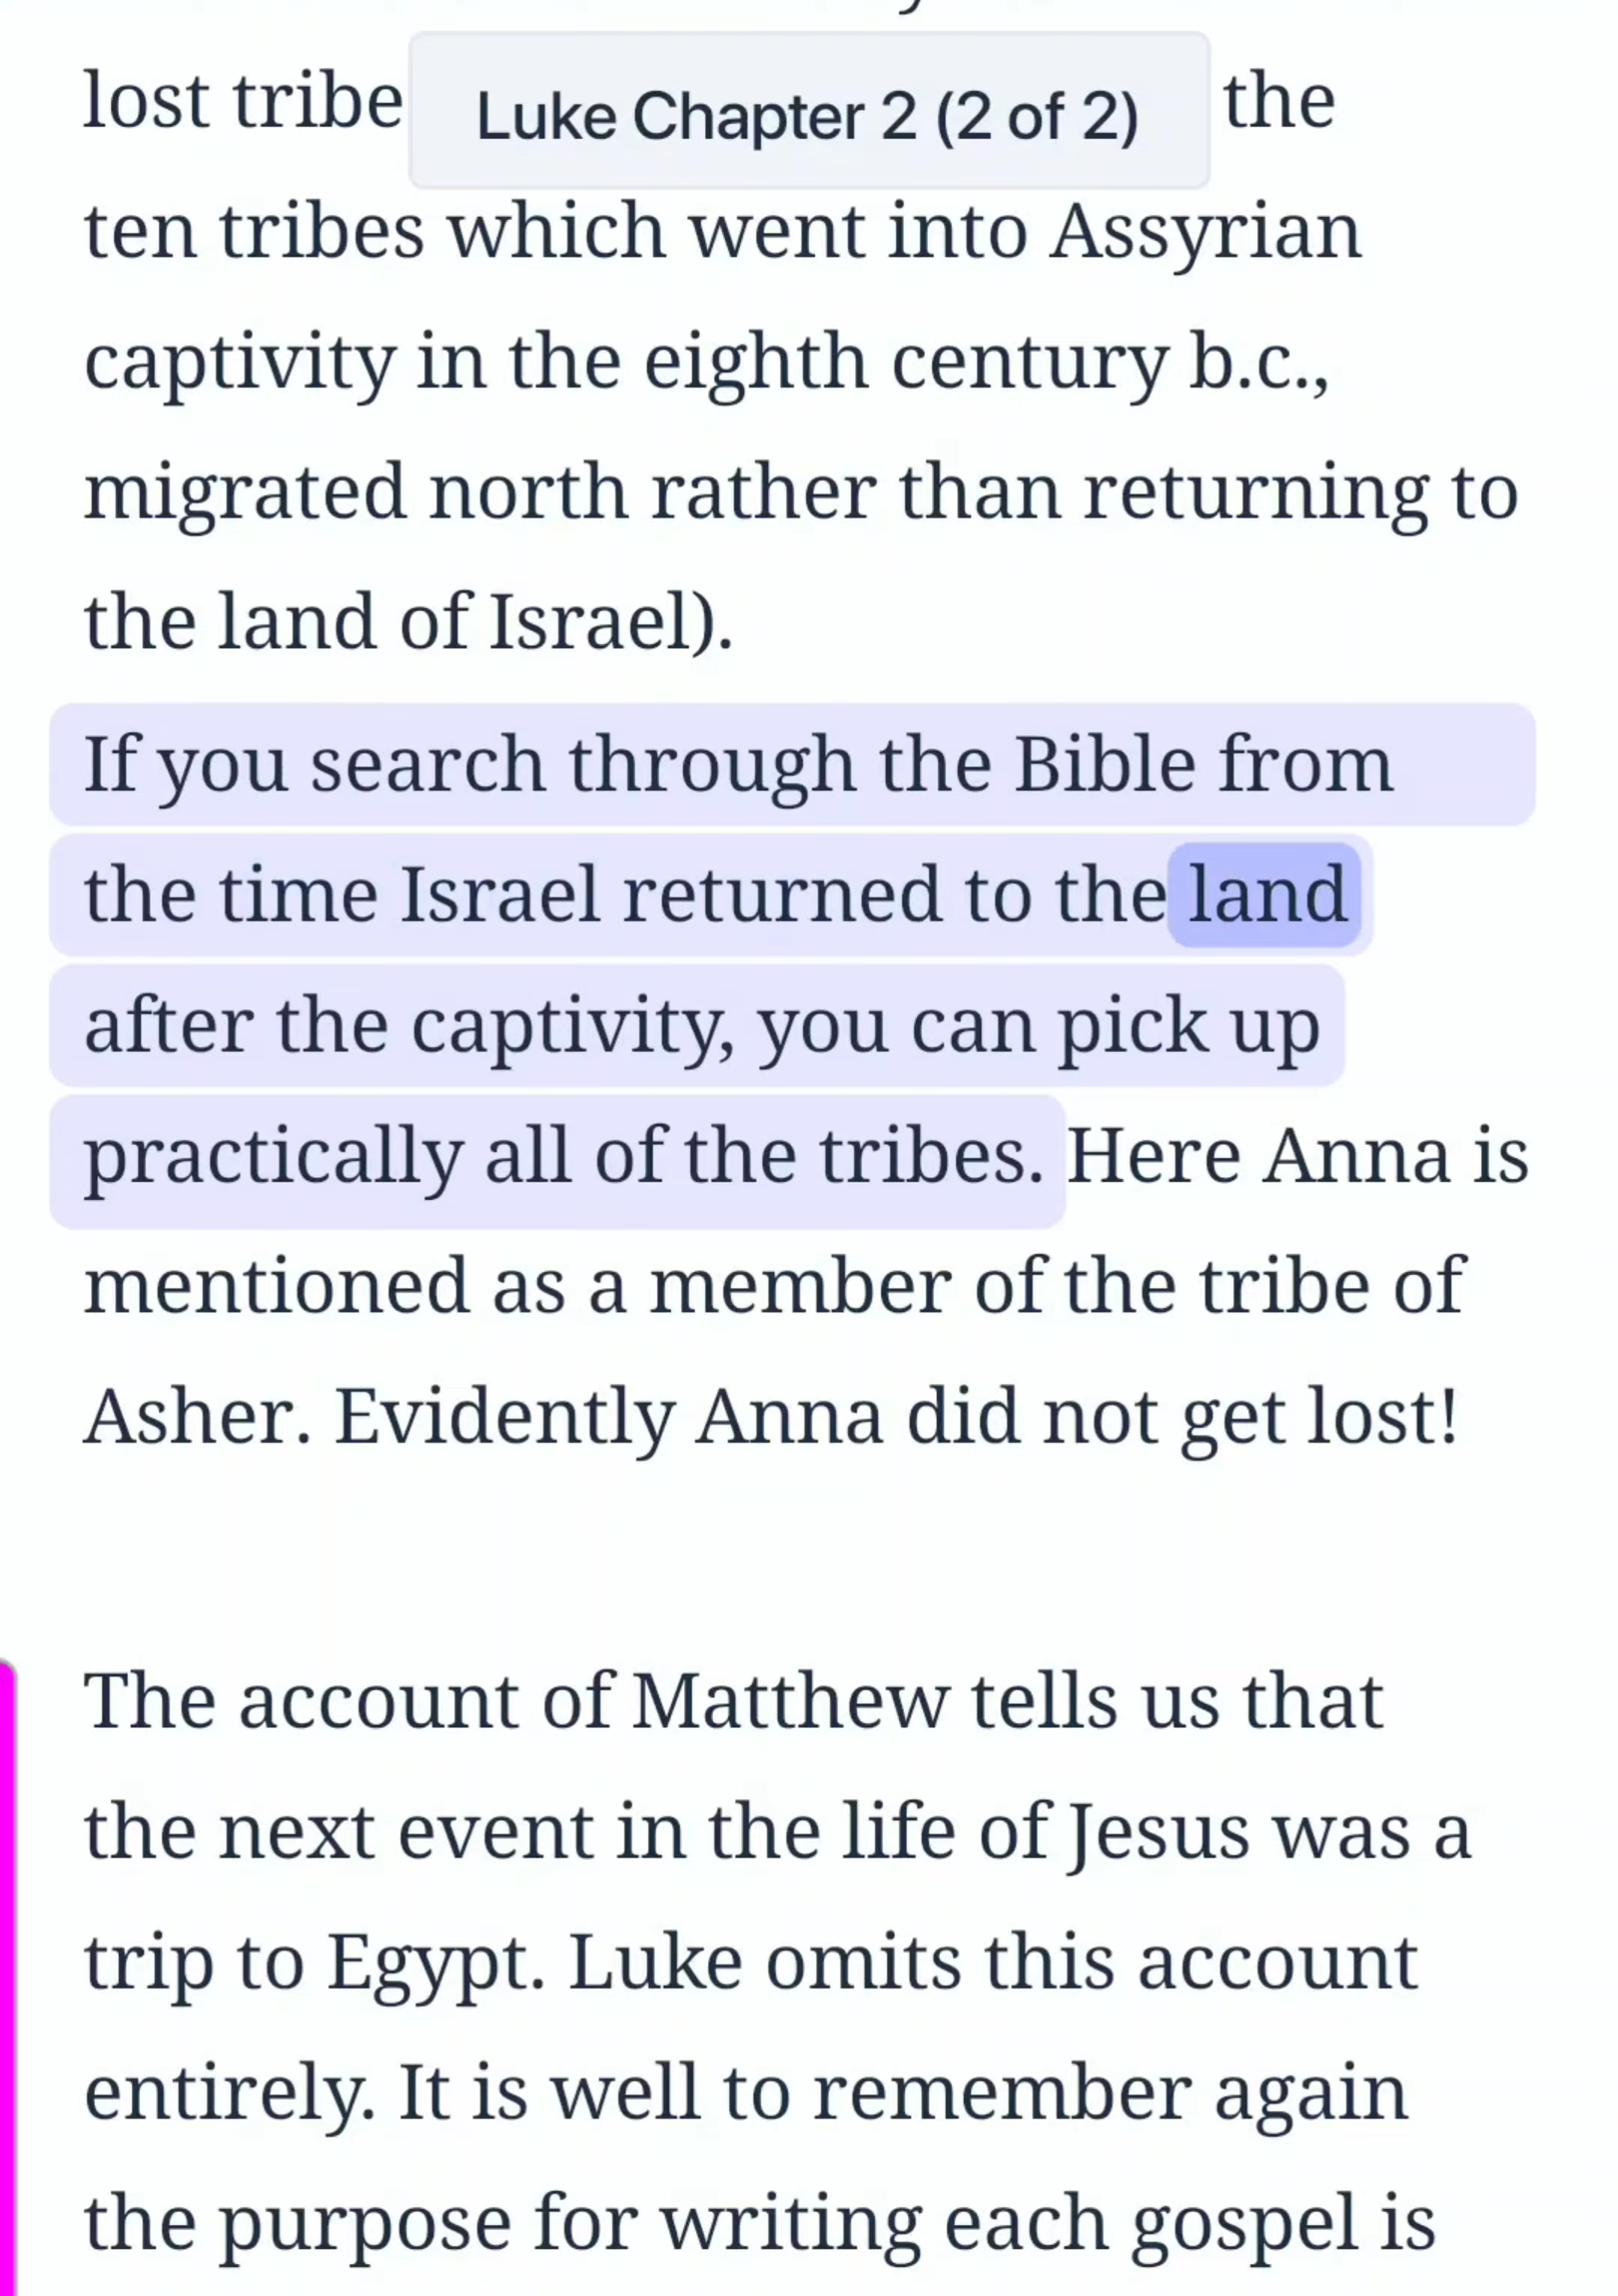 Luke Chapter 2 (2 of 2)
lost tribe the
ten tribes which went into Assyrian
captivity in the eighth century b.c.,
migrated north rather than returning to
the land of Israel).
If you search through the Bible from
the time Israel returned to the land
after the captivity, you can pick up
practically all of the tribes. Here Anna is
mentioned as a member of the tribe of
Asher. Evidently Anna did not get lost!
The account of Matthew tells us that
the next event in the life of Jesus was a
trip to Egypt. Luke omits this account
entirely. It is well to remember again
the purpose for writing each gospel is